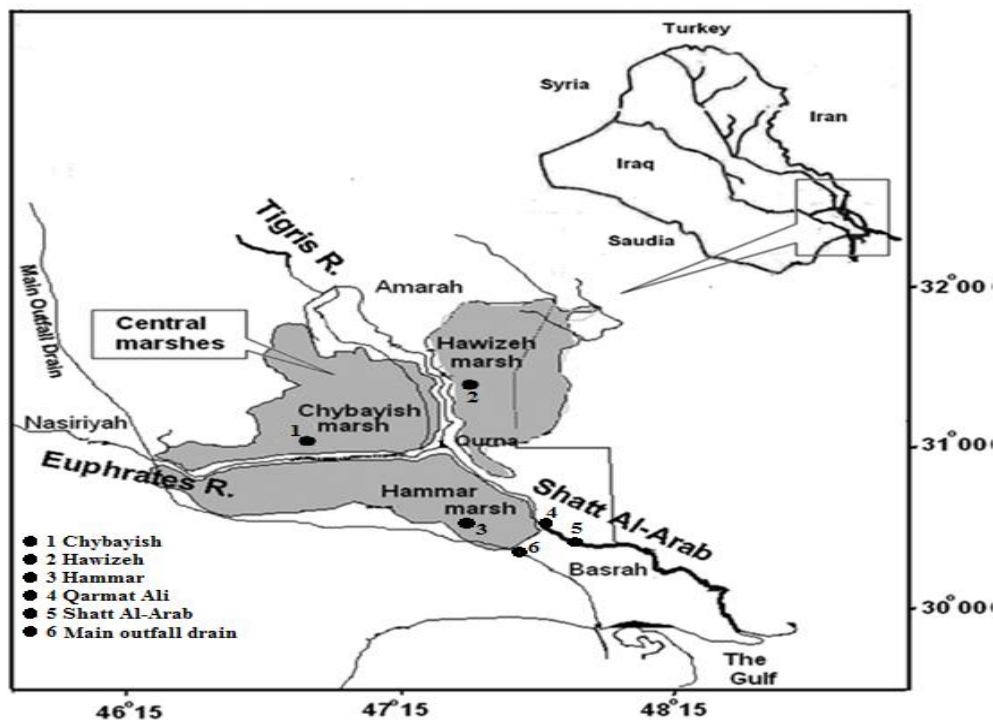 Turkey
Syria
Iran
Iraq
Saudia
Tigris R.
Amarah
32°000
Main Outfall Drain
Central
marshes
Hawizeh
marsh
2
Nasiriyah
Chybayish
marsh
1
Qurna
31°000
Euphrates R.
Hammar
marsh
3
Shatt Al-Arab
4
5
6
Basrah
1 Chybayish
2 Hawizeh
3 Hammar
4 Qarmat Ali
5 Shatt Al-Arab
6 Main outfall drain
30°000
The
Gulf
46°15
47°15
48°15